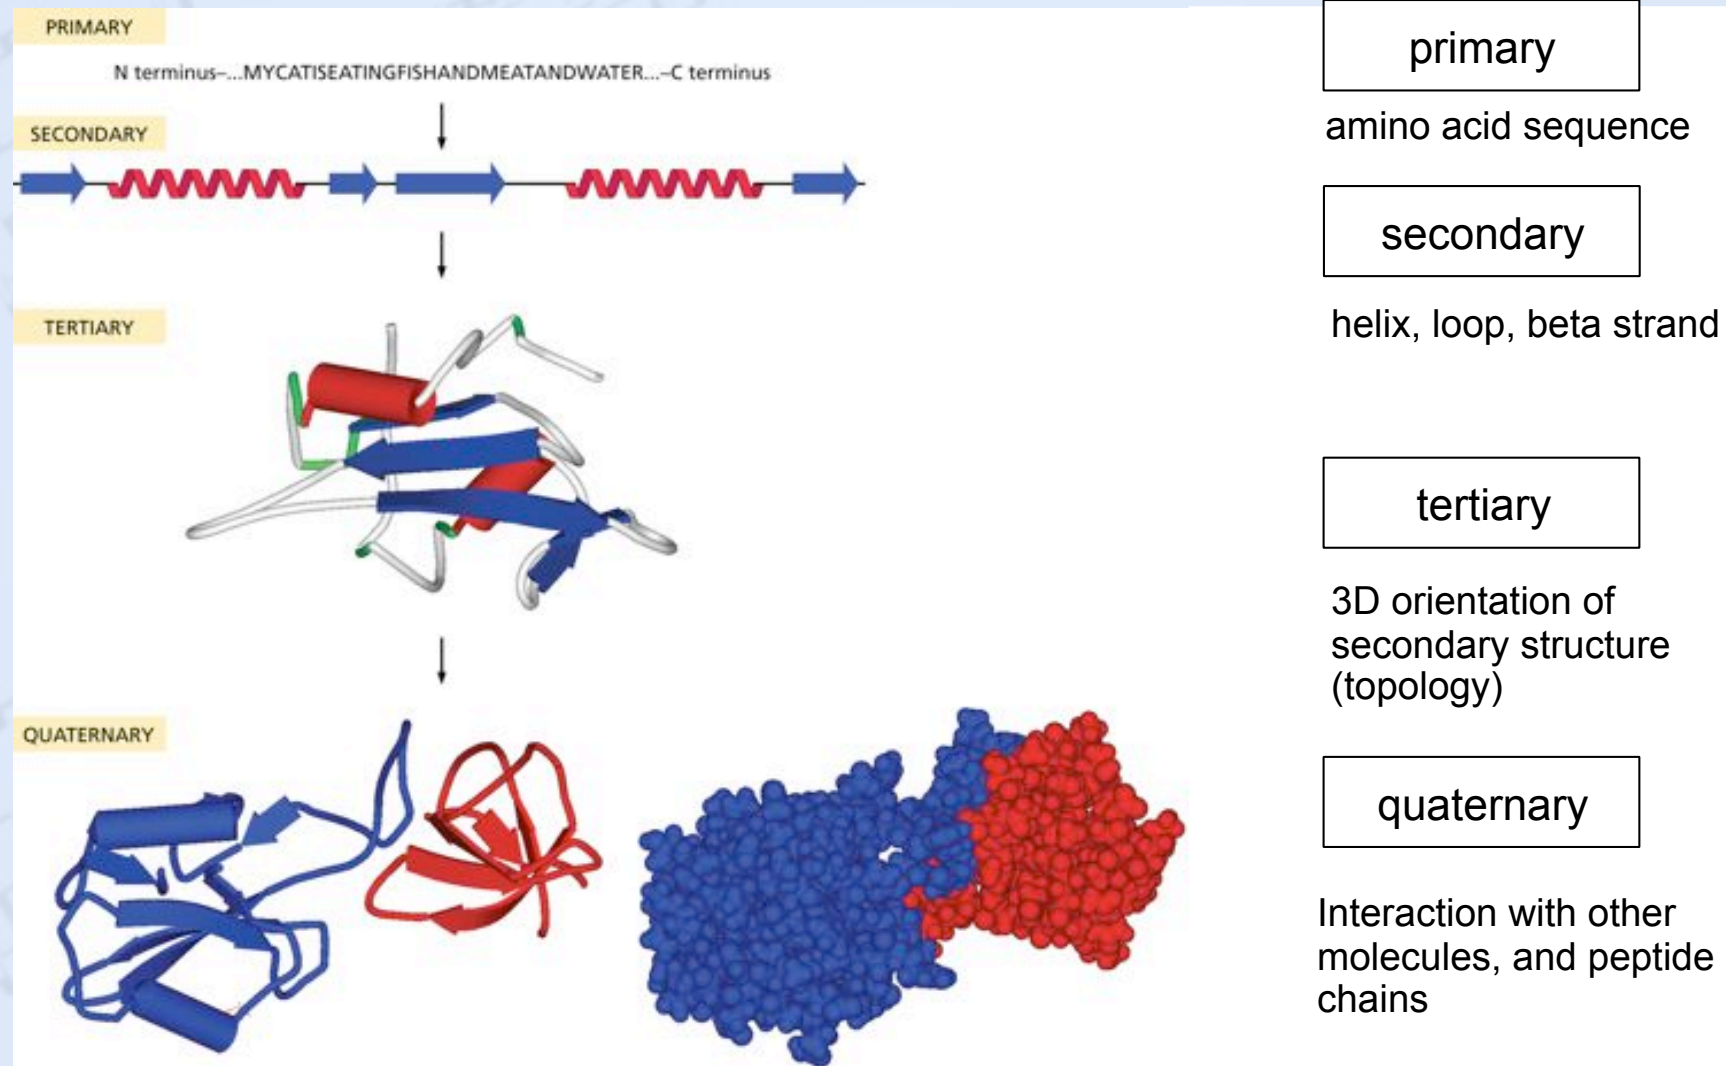 PRIMARY
N terminus–...MYCATISEATINGFISHANDMEATANDWATER...–C terminus
SECONDARY
TERTIARY
QUATERNARY
primary
amino acid sequence
secondary
helix, loop, beta strand
tertiary
3D orientation of
secondary structure
(topology)
quaternary
Interaction with other
molecules, and peptide
chains